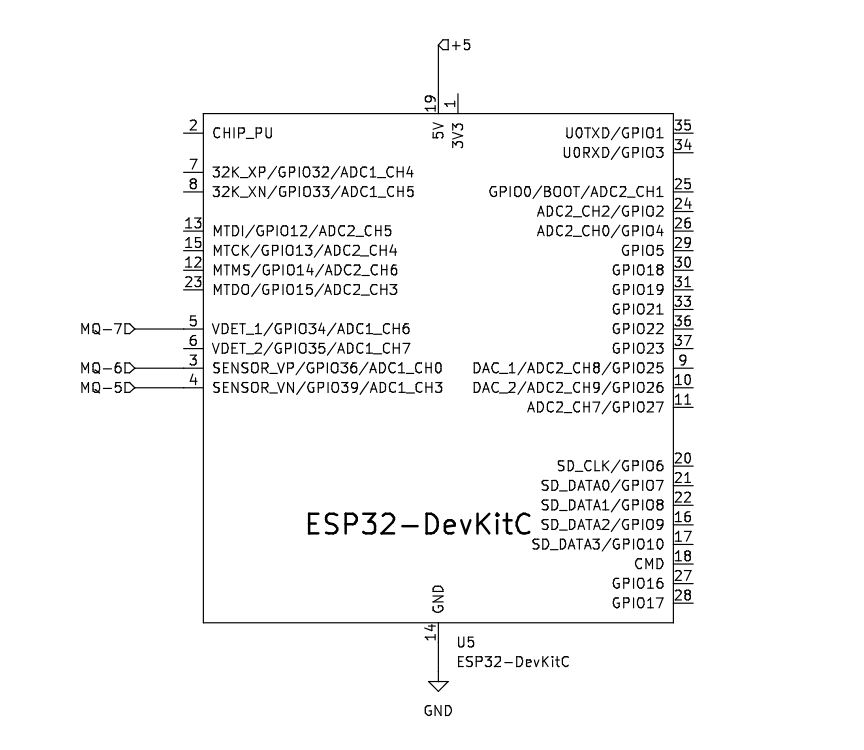 +5
19
1
5V
3V3
2 CHIP_PU
7 32K_XP/GPIO32/ADC1_CH4
8 32K_XN/GPIO33/ADC1_CH5
13 MTDI/GPIO12/ADC2_CH5
15 MTCK/GPIO13/ADC2_CH4
12 MTMS/GPIO14/ADC2_CH6
23 MTDO/GPIO15/ADC2_CH3
MQ-7 5 VDET_1/GPIO34/ADC1_CH6
6 VDET_2/GPIO35/ADC1_CH7
MQ-6 3 SENSOR_VP/GPIO36/ADC1_CH0
MQ-5 4 SENSOR_VN/GPIO39/ADC1_CH3
U0TXD/GPIO1 35
U0RXD/GPIO3 34
GPIO0/BOOT/ADC2_CH1 25
ADC2_CH2/GPIO2 24
ADC2_CH0/GPIO4 26
GPIO5 29
GPIO18 30
GPIO19 31
GPIO21 33
GPIO22 36
GPIO23 37
DAC_1/ADC2_CH8/GPIO25 9
DAC_2/ADC2_CH9/GPIO26 10
ADC2_CH7/GPIO27 11
SD_CLK/GPIO6 20
SD_DATA0/GPIO7 21
SD_DATA1/GPIO8 22
SD_DATA2/GPIO9 16
SD_DATA3/GPIO10 17
CMD 18
GPIO16 27
GPIO17 28
ESP32-DevKitC
GND
14
U5
ESP32-DevKitC
GND